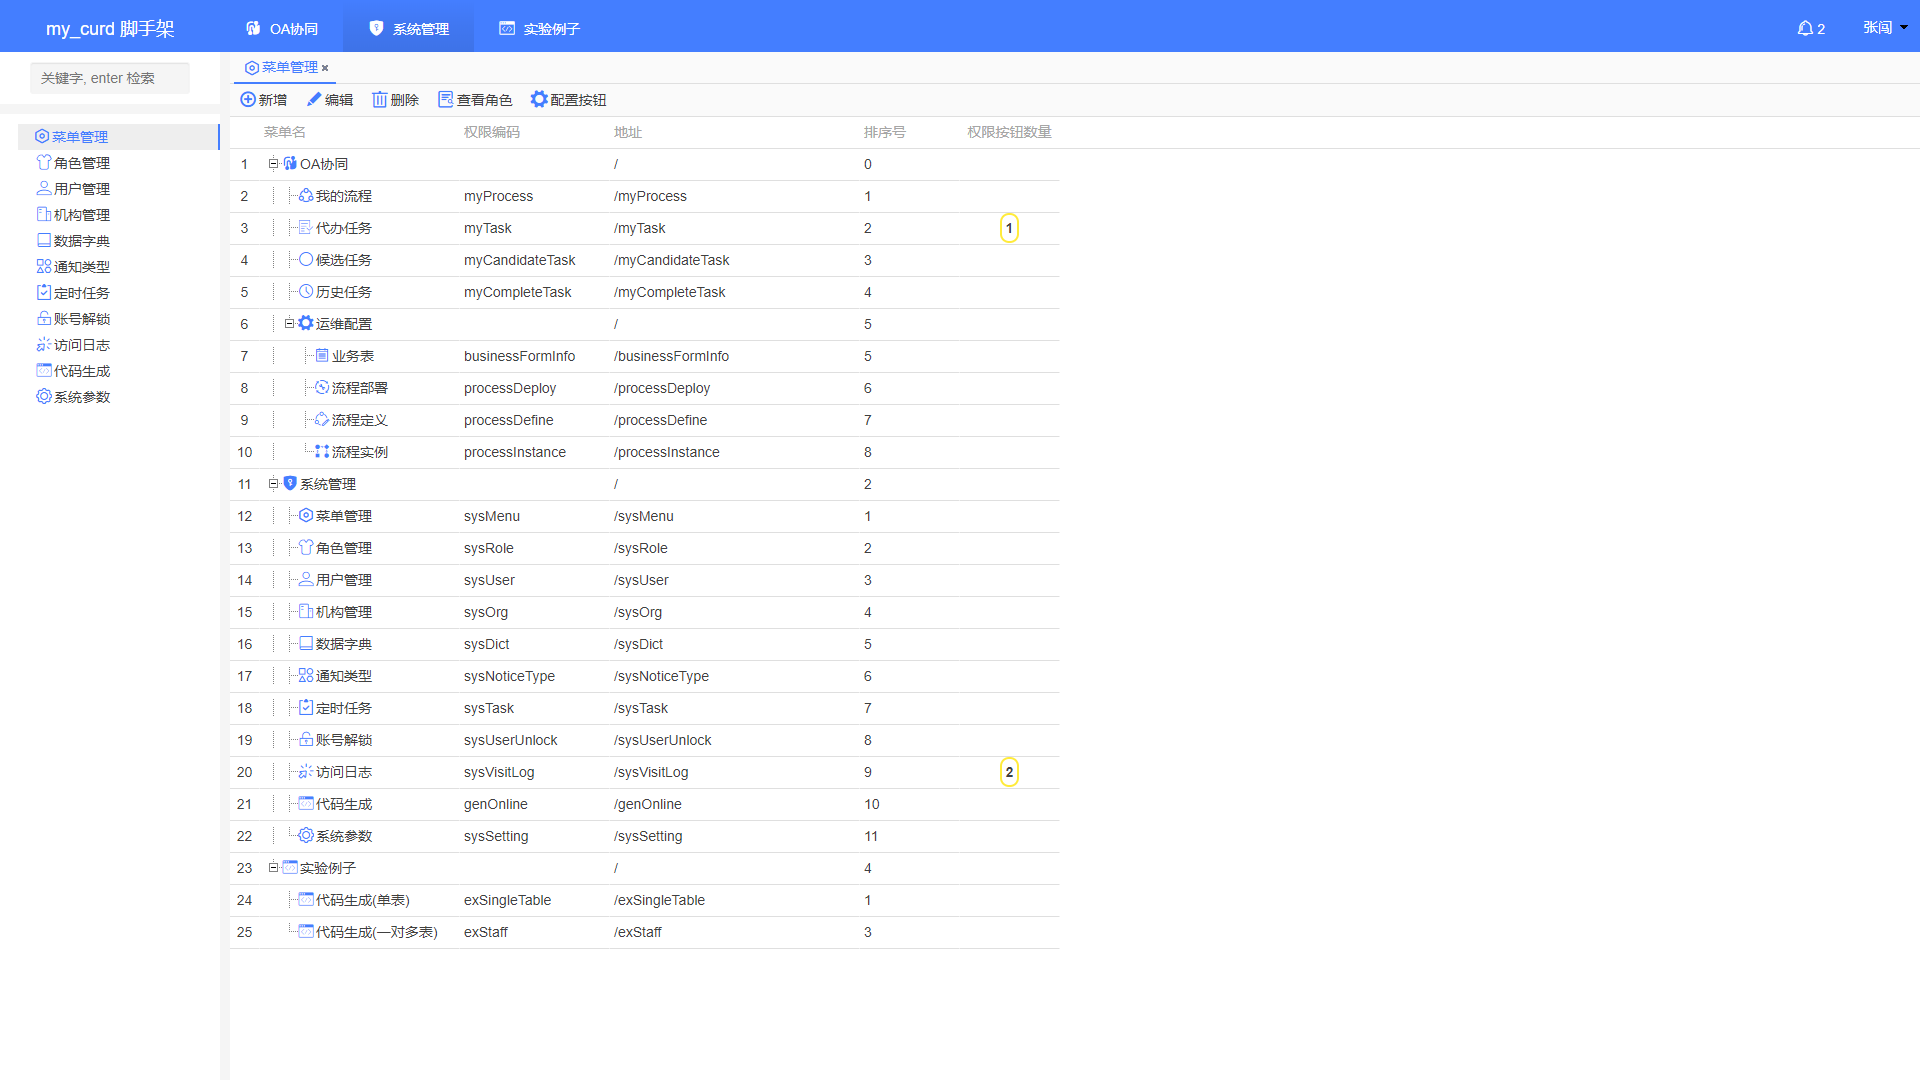 my_curd 脚手架
OA协同
系统管理
实验例子
2
张闯
关键字, enter 检索
菜单管理
角色管理
用户管理
机构管理
数据字典
通知类型
定时任务
账号解锁
访问日志
代码生成
系统参数
菜单管理 ×
新增 编辑 删除 查看角色 配置按钮
菜单名 权限编码 地址 排序号 权限按钮数量
1 OA协同 / 0
2 我的流程 myProcess /myProcess 1
3 代办任务 myTask /myTask 2 1
4 候选任务 myCandidateTask /myCandidateTask 3
5 历史任务 myCompleteTask /myCompleteTask 4
6 运维配置 / 5
7 业务表 businessFormInfo /businessFormInfo 5
8 流程部署 processDeploy /processDeploy 6
9 流程定义 processDefine /processDefine 7
10 流程实例 processInstance /processInstance 8
11 系统管理 / 2
12 菜单管理 sysMenu /sysMenu 1
13 角色管理 sysRole /sysRole 2
14 用户管理 sysUser /sysUser 3
15 机构管理 sysOrg /sysOrg 4
16 数据字典 sysDict /sysDict 5
17 通知类型 sysNoticeType /sysNoticeType 6
18 定时任务 sysTask /sysTask 7
19 账号解锁 sysUserUnlock /sysUserUnlock 8
20 访问日志 sysVisitLog /sysVisitLog 9 2
21 代码生成 genOnline /genOnline 10
22 系统参数 sysSetting /sysSetting 11
23 实验例子 / 4
24 代码生成(单表) exSingleTable /exSingleTable 1
25 代码生成(一对多表) exStaff /exStaff 3